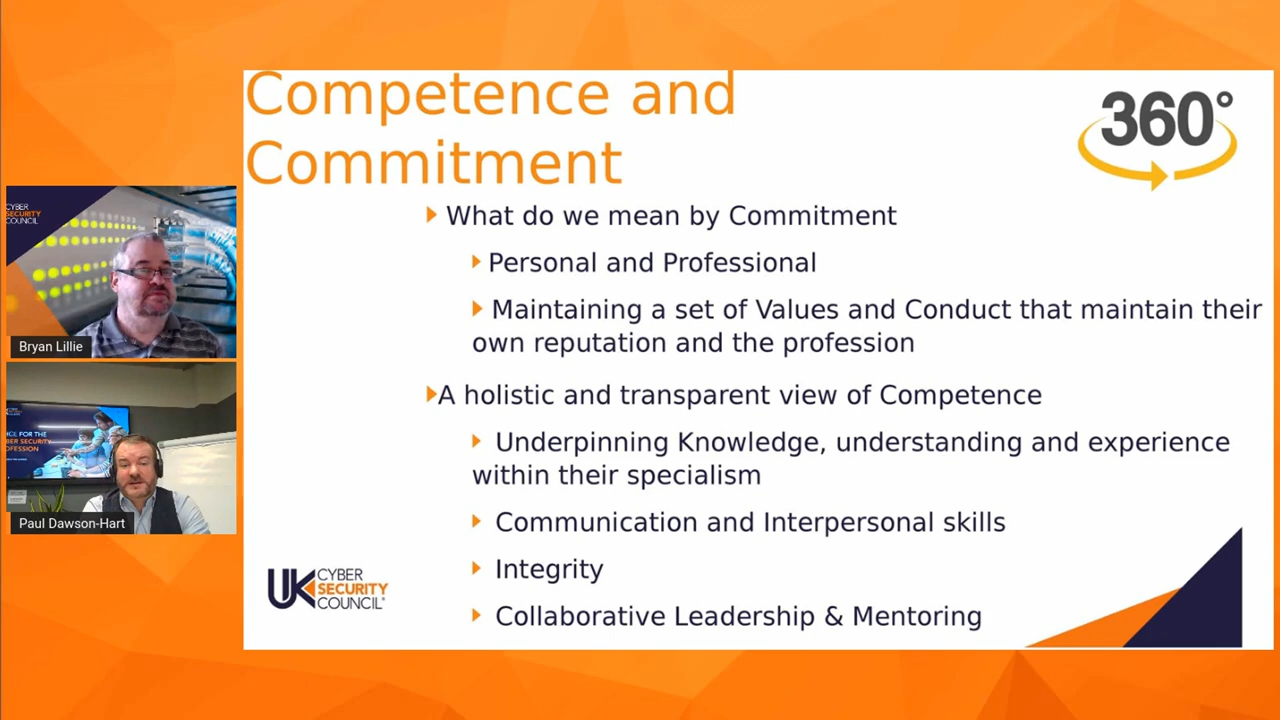 Competence and
Commitment
360°
What do we mean by Commitment
Personal and Professional
Maintaining a set of Values and Conduct that maintain their
own reputation and the profession
A holistic and transparent view of Competence
Underpinning Knowledge, understanding and experience
within their specialism
Communication and Interpersonal skills
Integrity
Collaborative Leadership & Mentoring
UK CYBER
SECURITY
COUNCIL
CYBER
SECURITY
COUNCIL
Bryan Lillie
FOR THE
SECURITY
Paul Dawson-Hart